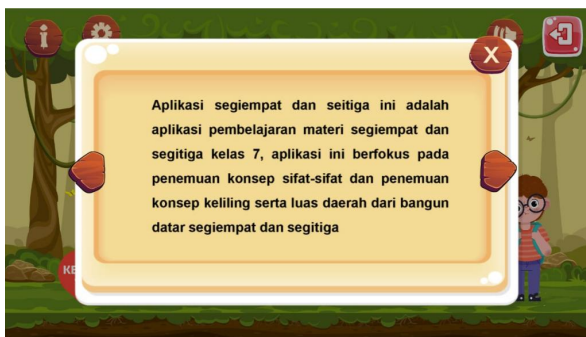 X
Aplikasi segiempat dan seitiga ini adalah
aplikasi pembelajaran materi segiempat dan
segitiga kelas 7, aplikasi ini berfokus pada
penemuan konsep sifat-sifat dan penemuan
konsep keliling serta luas daerah dari bangun
datar segiempat dan segitiga